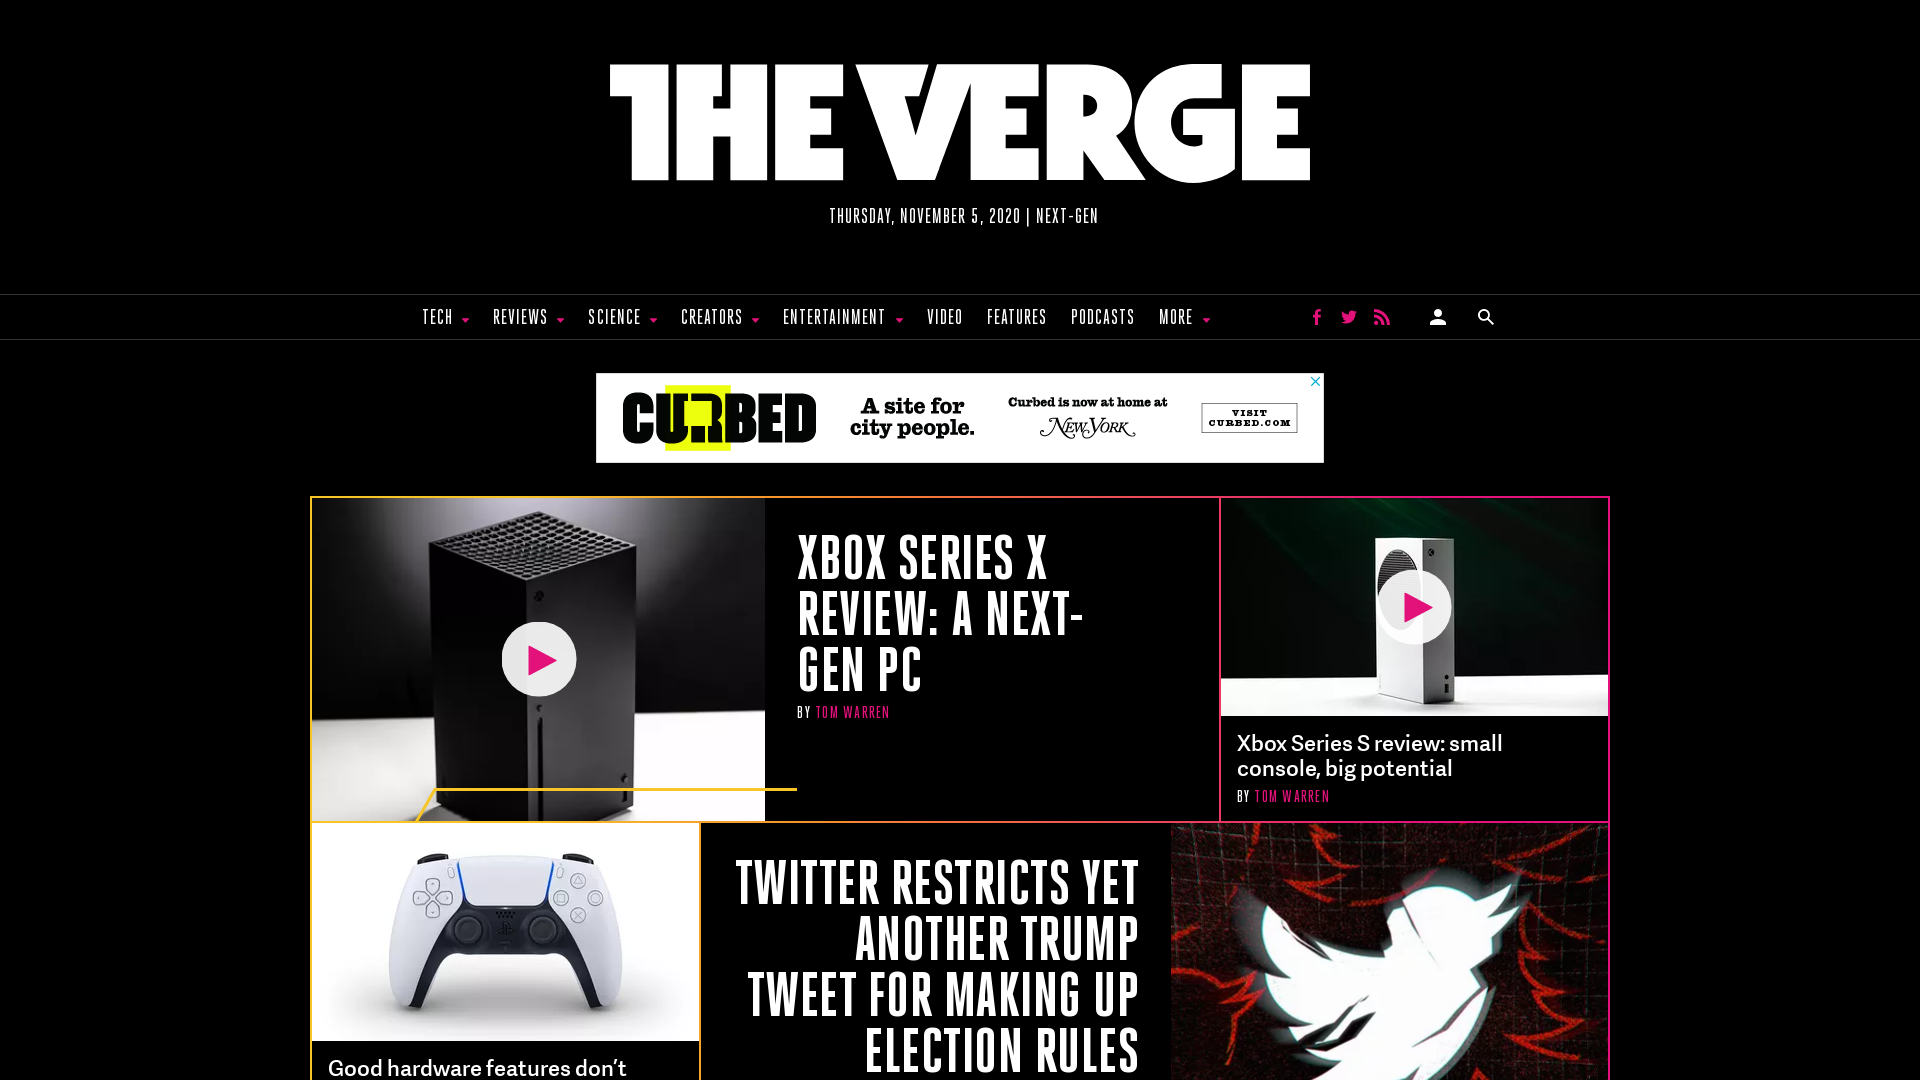 THE VERGE
THURSDAY, NOVEMBER 5, 2020 | NEXT-GEN
TECH REVIEWS SCIENCE CREATORS ENTERTAINMENT VIDEO FEATURES PODCASTS MORE
CURBED
A site for
city people.
Curbed is now at home at
NEW YORK
VISIT
CURBED.COM
XBOX SERIES X
REVIEW: A NEXT-
GEN PC
BY TOM WARREN
Xbox Series S review: small
console, big potential
BY TOM WARREN
Good hardware features don’t
TWITTER RESTRICTS YET
ANOTHER TRUMP
TWEET FOR MAKING UP
ELECTION RULES